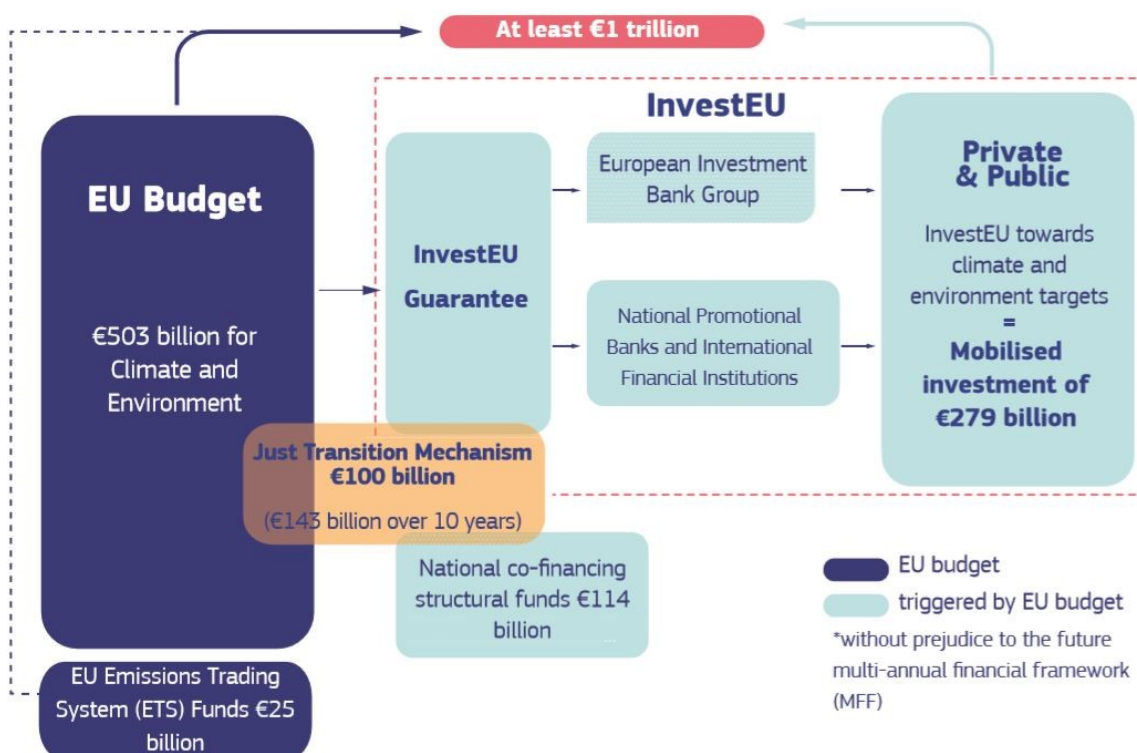 At least €1 trillion
EU Budget
€503 billion for
Climate and
Environment
InvestEU
InvestEU
Guarantee
European Investment
Bank Group
National Promotional
Banks and International
Financial Institutions
Private
& Public
InvestEU towards
climate and
environment targets
=
Mobilised
investment of
€279 billion
Just Transition Mechanism
€100 billion
(€143 billion over 10 years)
National co-financing
structural funds €114
billion
...
EU Emissions Trading
System (ETS) Funds €25
billion
EU budget
triggered by EU budget
*without prejudice to the future
multi-annual financial framework
(MFF)